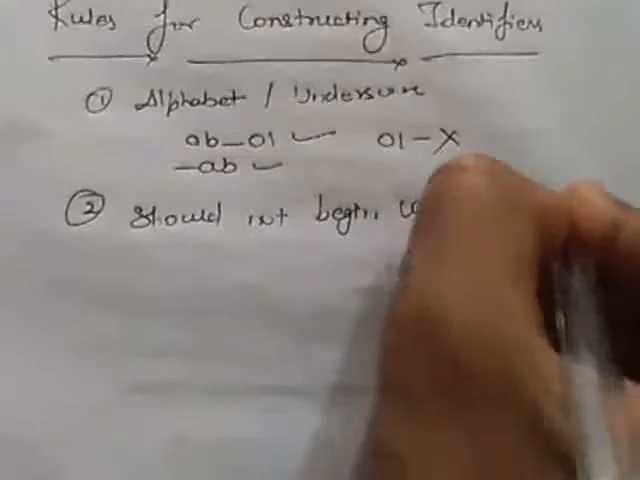 Rules for Constructing Identifiers
① Alphabet / Underscore
ab_01 ✓ 01 - X
_ab ✓
② Should not begin